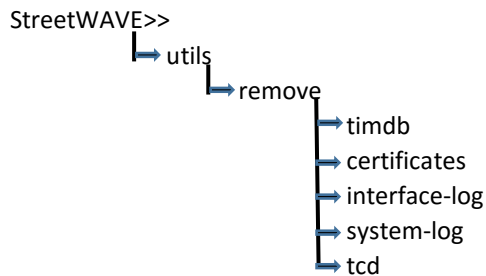 StreetWAVE>>
utils
remove
timdb
certificates
interface-log
system-log
tcd